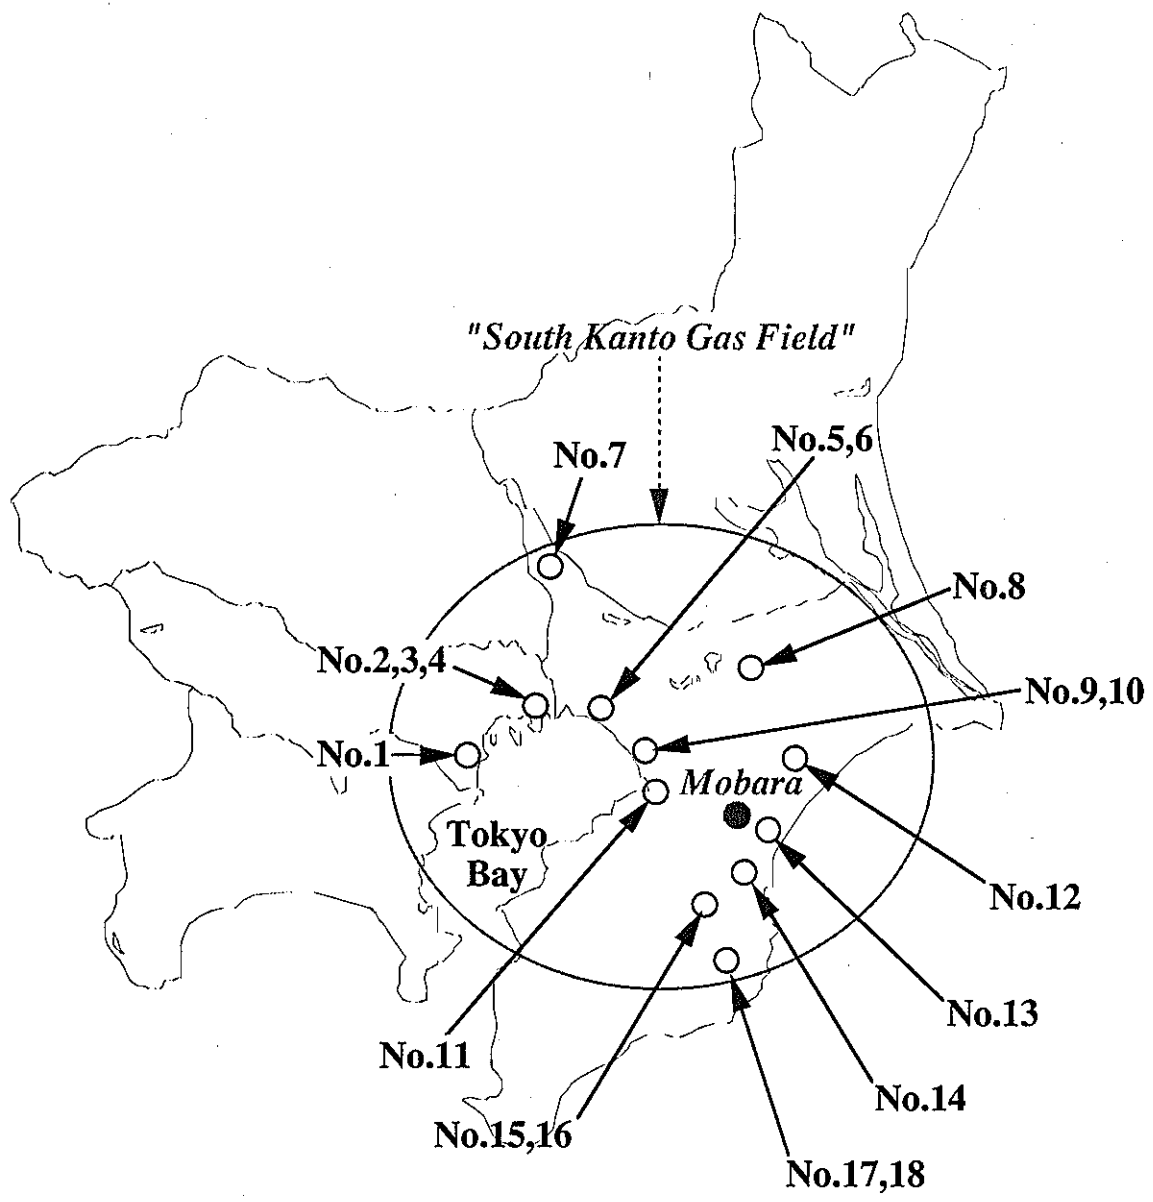 "South Kanto Gas Field"
No.5,6
No.7
No.8
No.2,3,4
No.9,10
No.1
Mobara
Tokyo
Bay
No.12
No.13
No.11
No.14
No.15,16
No.17,18